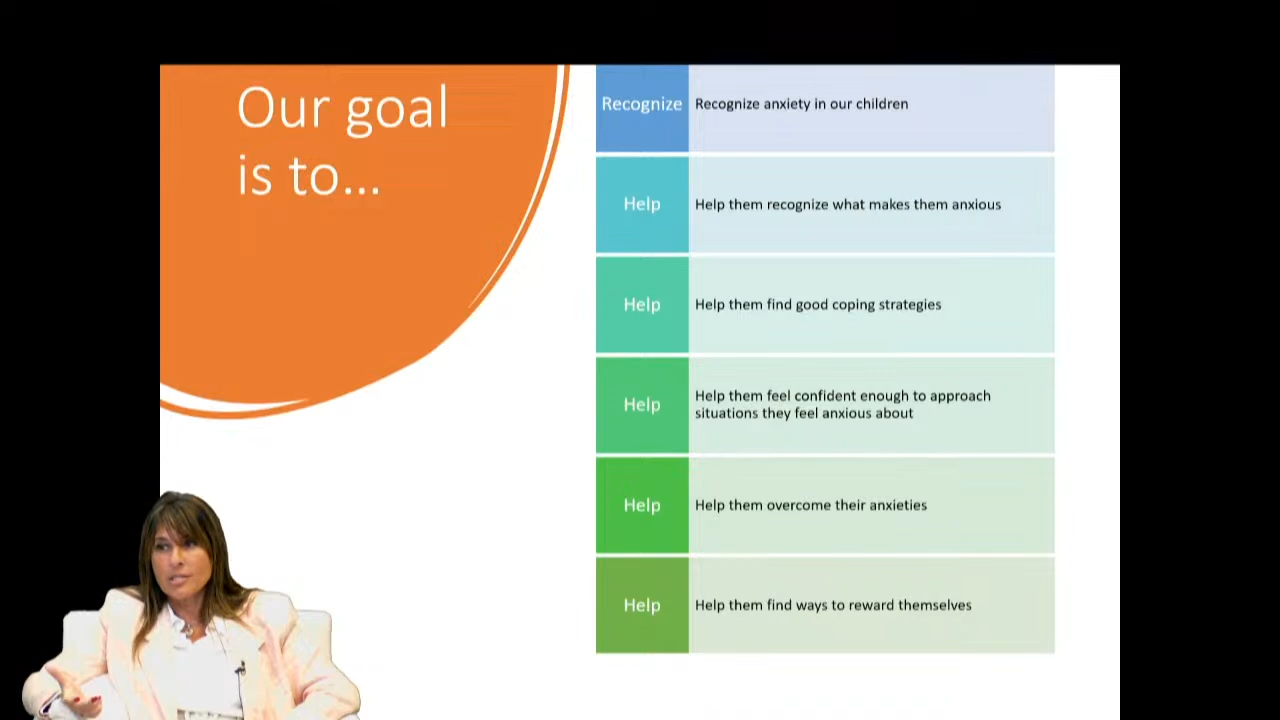 Our goal
is to...
Recognize
Recognize anxiety in our children
Help
Help them recognize what makes them anxious
Help
Help them find good coping strategies
Help
Help them feel confident enough to approach
situations they feel anxious about
Help
Help them overcome their anxieties
Help
Help them find ways to reward themselves